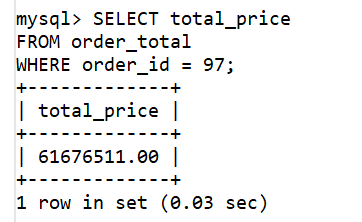 mysql> SELECT total_price
FROM order_total
WHERE order_id = 97;
+-------------+
| total_price |
+-------------+
| 61676511.00 |
+-------------+
1 row in set (0.03 sec)